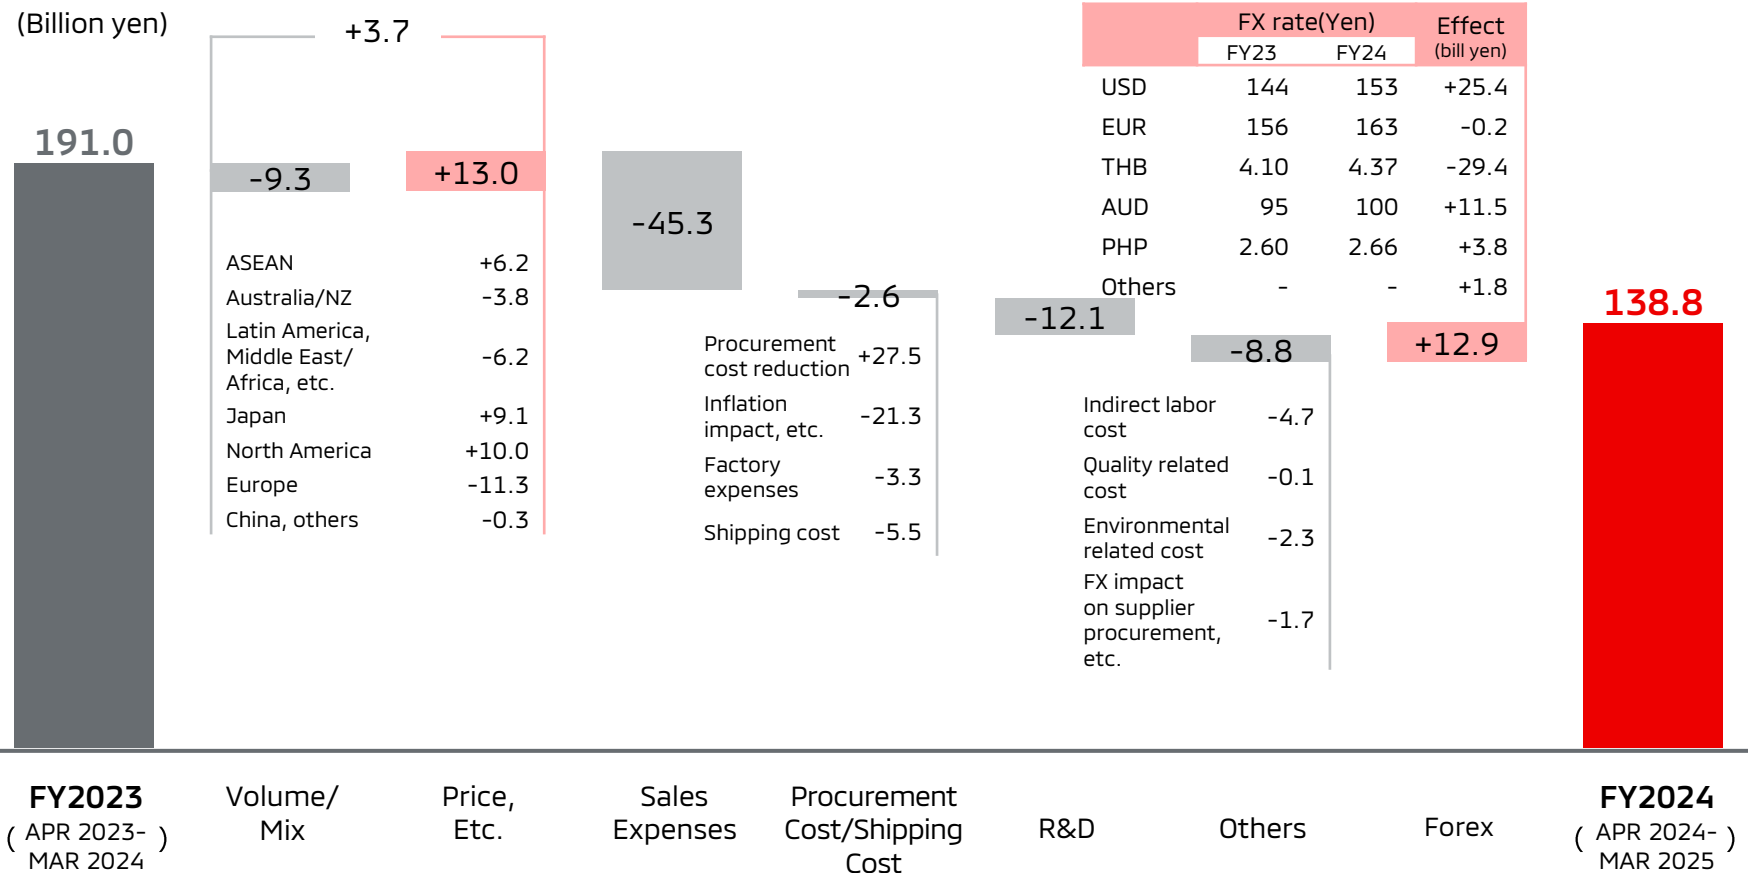 (Billion yen)
+3.7
FX rate(Yen) Effect
FY23 FY24 (bill yen)
USD 144 153 +25.4
EUR 156 163 -0.2
THB 4.10 4.37 -29.4
AUD 95 100 +11.5
PHP 2.60 2.66 +3.8
Others - - +1.8
191.0
-9.3
+13.0
ASEAN +6.2
Australia/NZ -3.8
Latin America,
Middle East/ -6.2
Africa, etc.
Japan +9.1
North America +10.0
Europe -11.3
China, others -0.3
-45.3
-2.6
Procurement
cost reduction +27.5
Inflation
impact, etc. -21.3
Factory
expenses -3.3
Shipping cost -5.5
-12.1
-8.8
Indirect labor
cost -4.7
Quality related
cost -0.1
Environmental
related cost -2.3
FX impact
on supplier
procurement, -1.7
etc.
+12.9
138.8
FY2023
( APR 2023-
MAR 2024 )
Volume/
Mix
Price,
Etc.
Sales
Expenses
Procurement
Cost/Shipping
Cost
R&D
Others
Forex
FY2024
( APR 2024-
MAR 2025 )